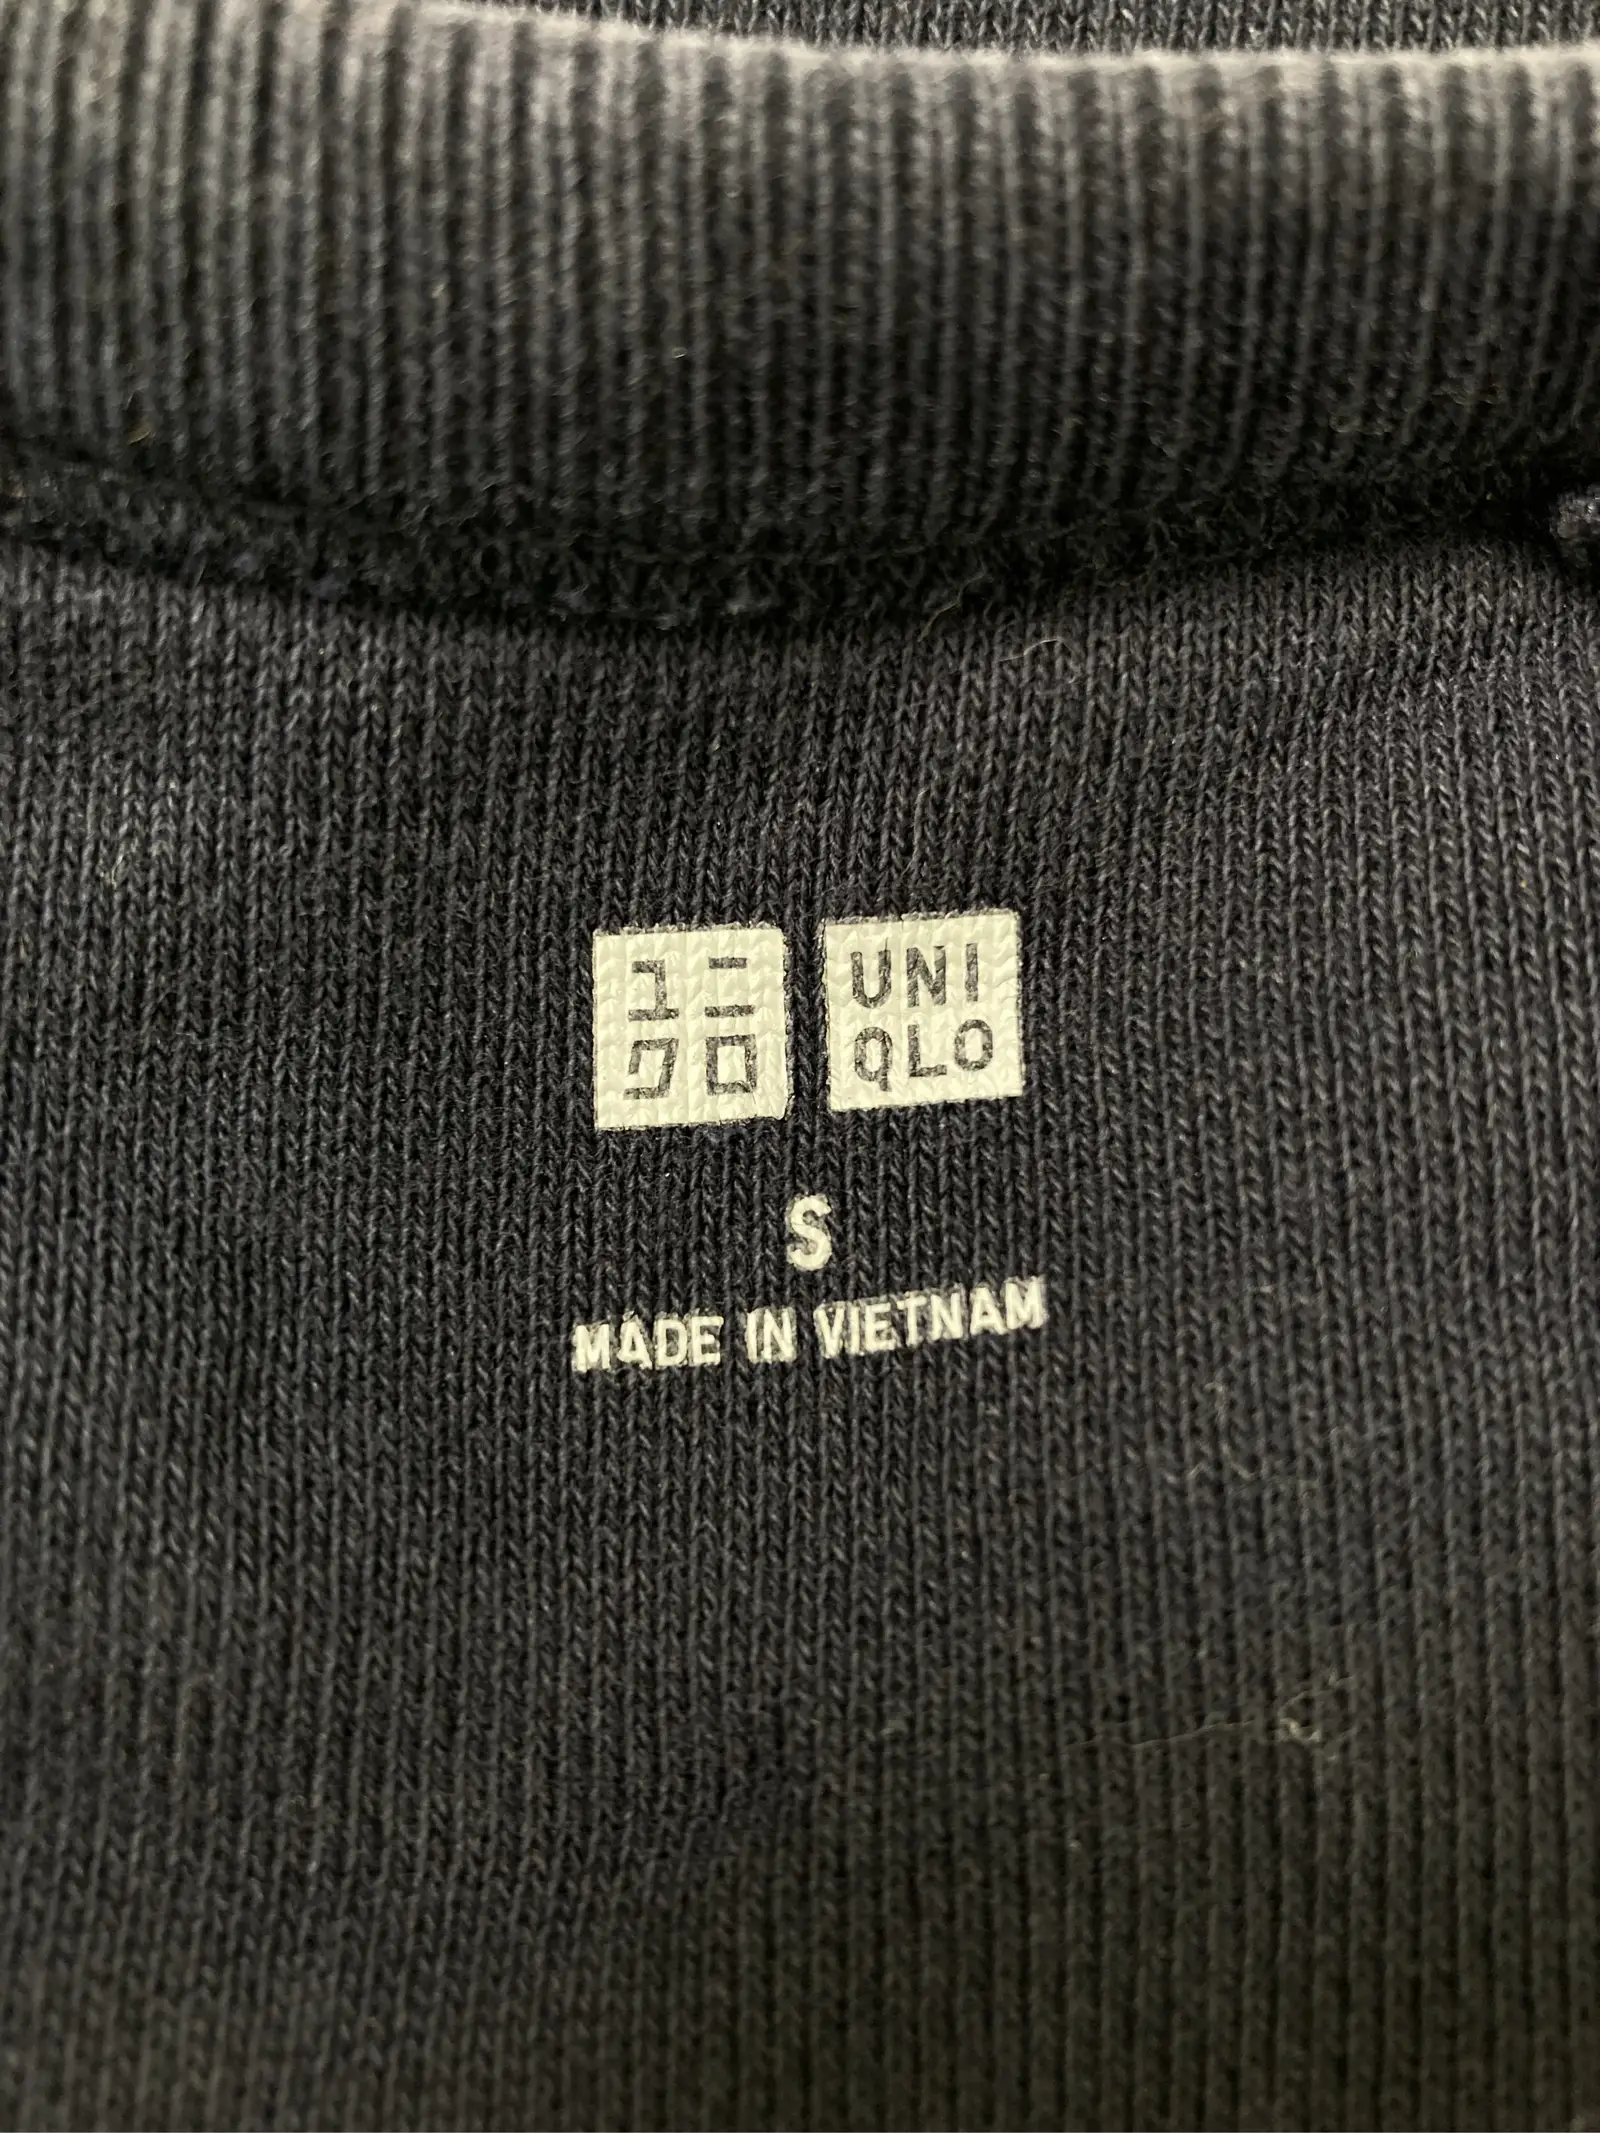 ユニ
クロ
UNI
QLO
S
MADE IN VIETNAM